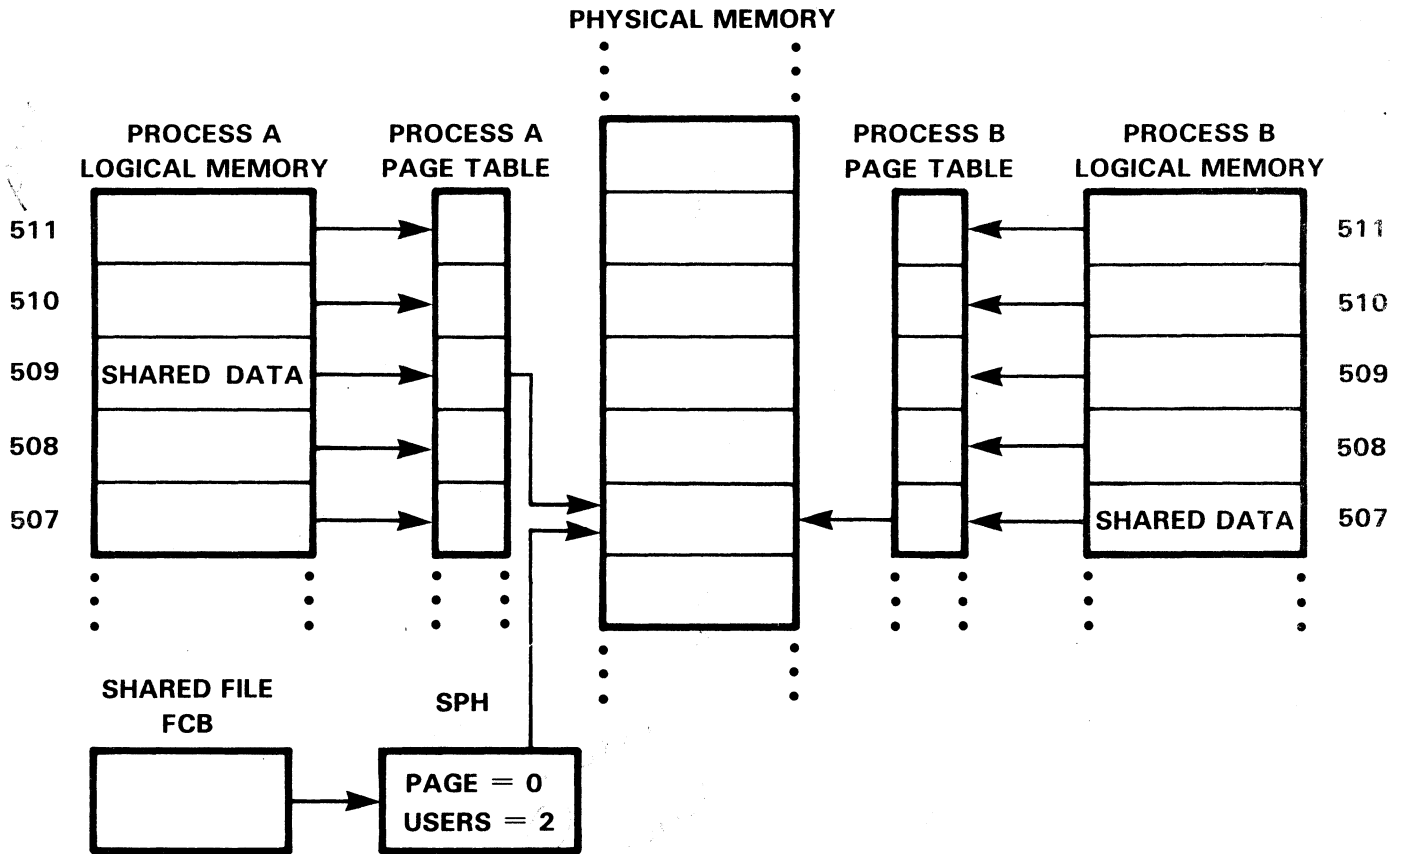 PHYSICAL MEMORY
PROCESS A
LOGICAL MEMORY
PROCESS A
PAGE TABLE
PROCESS B
PAGE TABLE
PROCESS B
LOGICAL MEMORY
511
511
510
510
509
SHARED DATA
509
508
508
507
SHARED DATA
507
SHARED FILE
FCB
SPH
PAGE = 0
USERS = 2